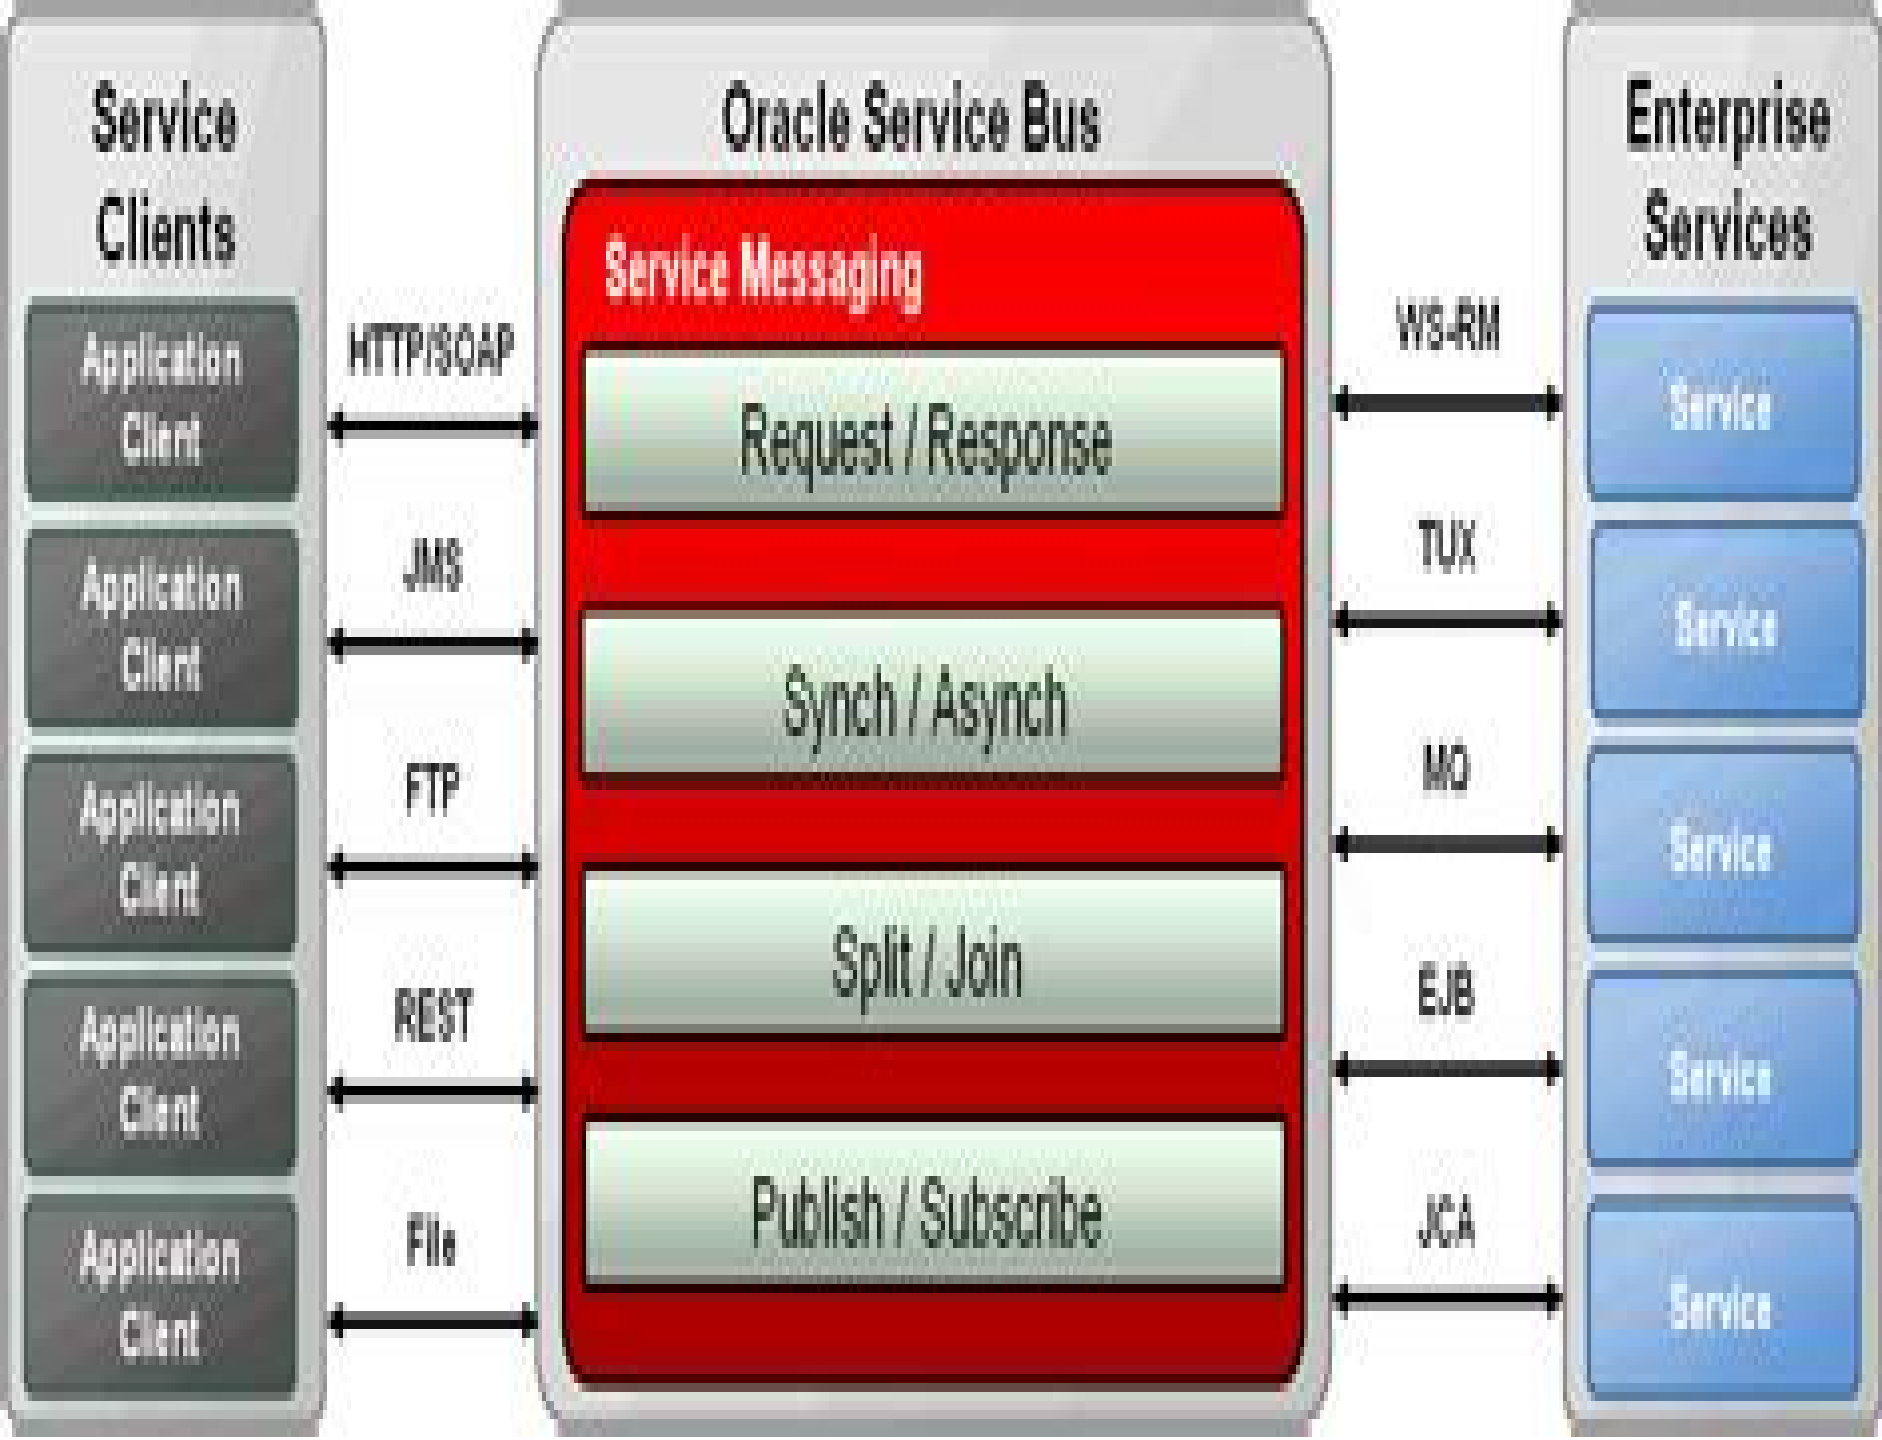 Service
Clients
Application
Client
Application
Client
Application
Client
Application
Client
Application
Client
HTTP/SOAP
JMS
FTP
REST
File
Oracle Service Bus
Service Messaging
Request / Response
Synch / Asynch
Split / Join
Publish / Subscribe
WS-RM
TUX
MQ
EJB
JCA
Enterprise
Services
Service
Service
Service
Service
Service